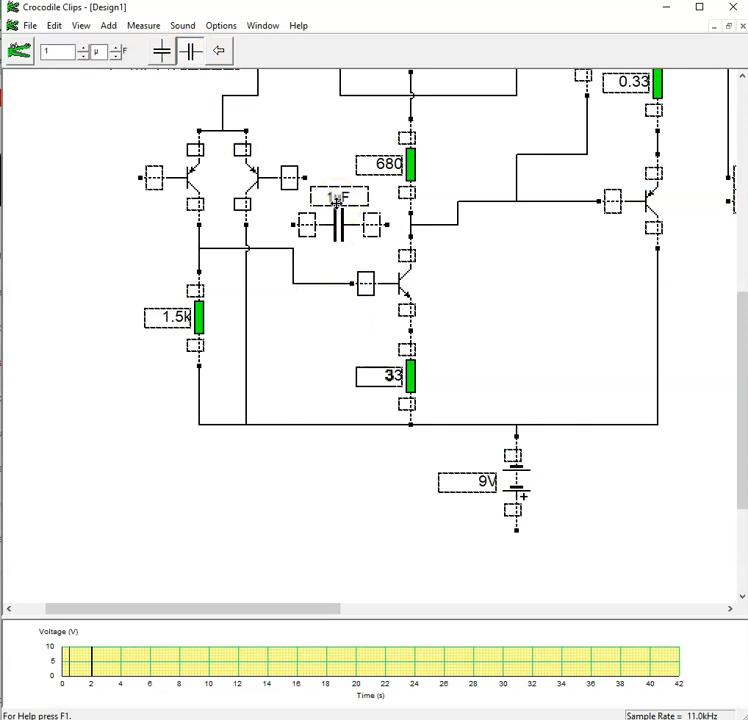 Crocodile Clips - [Design1]
File Edit View Add Measure Sound Options Window Help
1 µ F
0.33
680
1uF
1.5k
33
9V
+
Voltage (V)
10
5
0
0 2 4 6 8 10 12 14 16 18 20 22 24 26 28 30 32 34 36 38 40 42
Time (s)
For Help press F1. Sample Rate = 11.0kHz